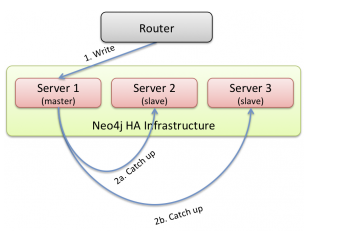 Router
1. Write
Server 1
(master)
Server 2
(slave)
Server 3
(slave)
Neo4j HA Infrastructure
2a. Catch up
2b. Catch up